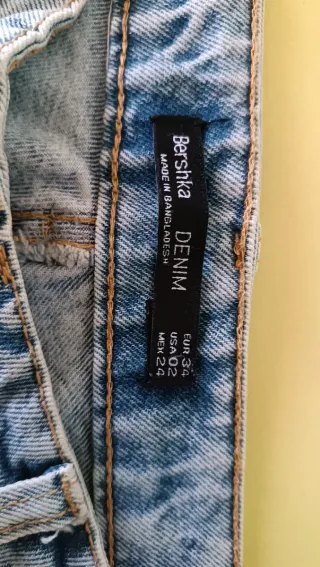 Bershka DENIM
MADE IN BANGLADESH
EUR 34
USA 02
MEX 24